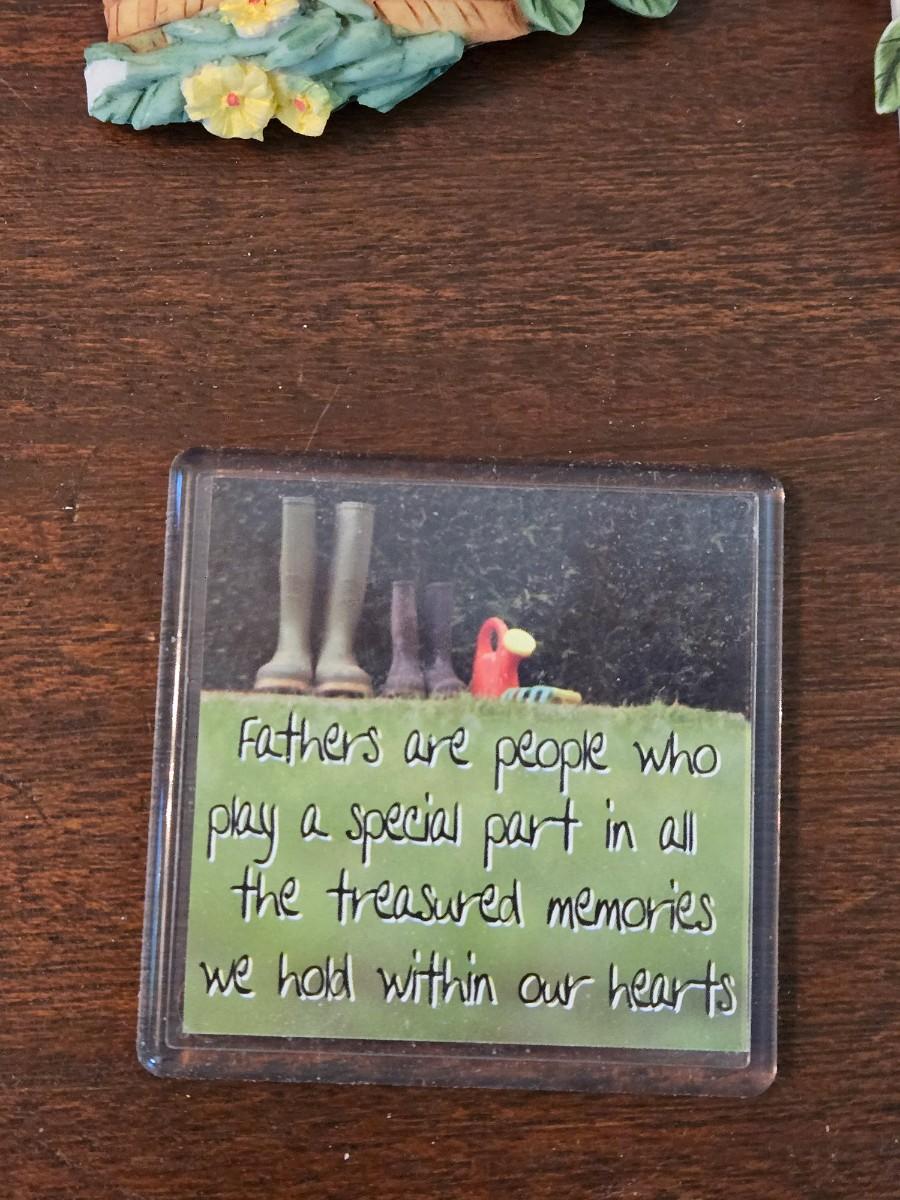 Fathers are people who
play a special part in all
the treasured memories
we hold within our hearts